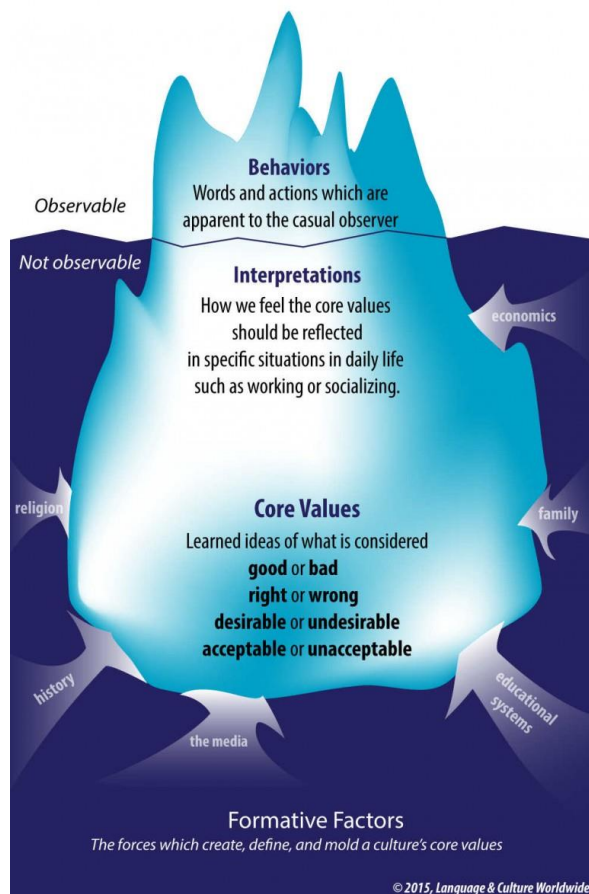 Behaviors
Words and actions which are
apparent to the casual observer
Observable
Not observable
Interpretations
How we feel the core values
should be reflected
in specific situations in daily life
such as working or socializing.
economics
religion
family
Core Values
Learned ideas of what is considered
good or bad
right or wrong
desirable or undesirable
acceptable or unacceptable
history
the media
educational
systems
Formative Factors
The forces which create, define, and mold a culture's core values
© 2015, Language & Culture Worldwide